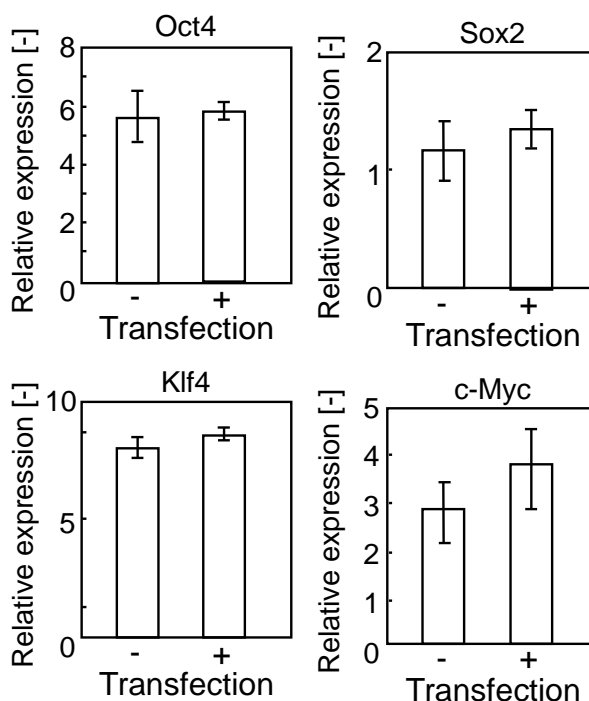 Oct4
Relative expression [-]
8
6
4
2
0
- +
Transfection
Sox2
Relative expression [-]
2
1
0
- +
Transfection
Klf4
Relative expression [-]
10
5
0
- +
Transfection
c-Myc
Relative expression [-]
5
4
3
2
1
0
- +
Transfection